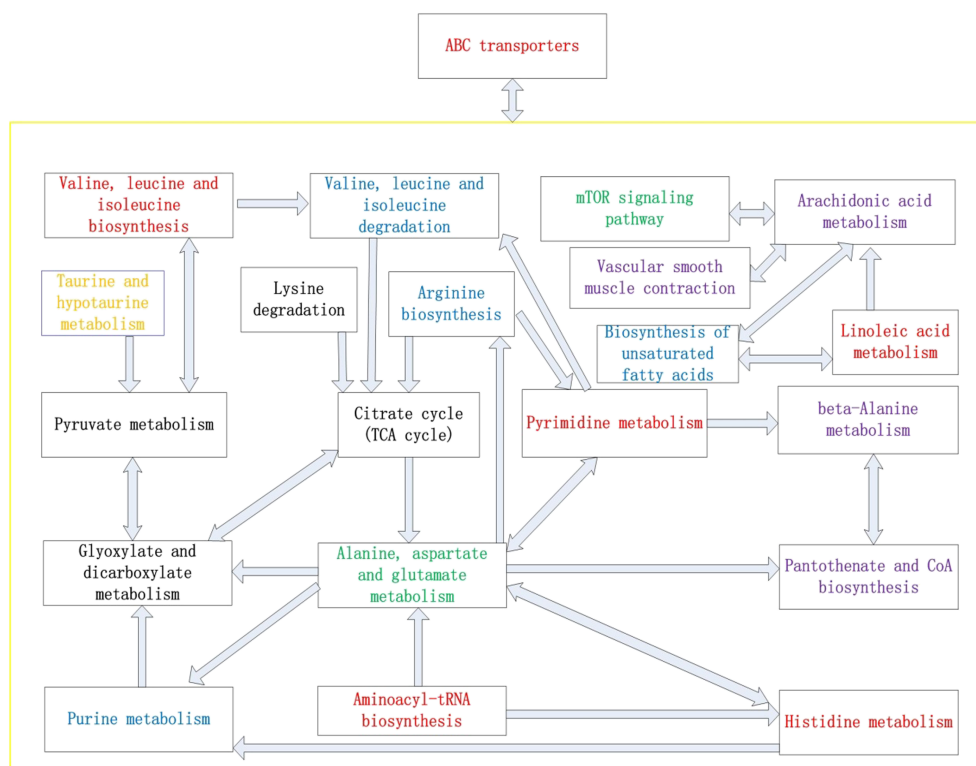 ABC transporters
Valine, leucine and
isoleucine
biosynthesis
Valine, leucine and
isoleucine
degradation
mTOR signaling
pathway
Arachidonic acid
metabolism
Vascular smooth
muscle contraction
Taurine and
hypotaurine
metabolism
Lysine
degradation
Arginine
biosynthesis
Biosynthesis of
unsaturated
fatty acids
Linoleic acid
metabolism
Pyruvate metabolism
Citrate cycle
(TCA cycle)
Pyrimidine metabolism
beta-Alanine
metabolism
Glyoxylate and
dicarboxylate
metabolism
Alanine, aspartate
and glutamate
metabolism
Pantothenate and CoA
biosynthesis
Purine metabolism
Aminoacyl-tRNA
biosynthesis
Histidine metabolism